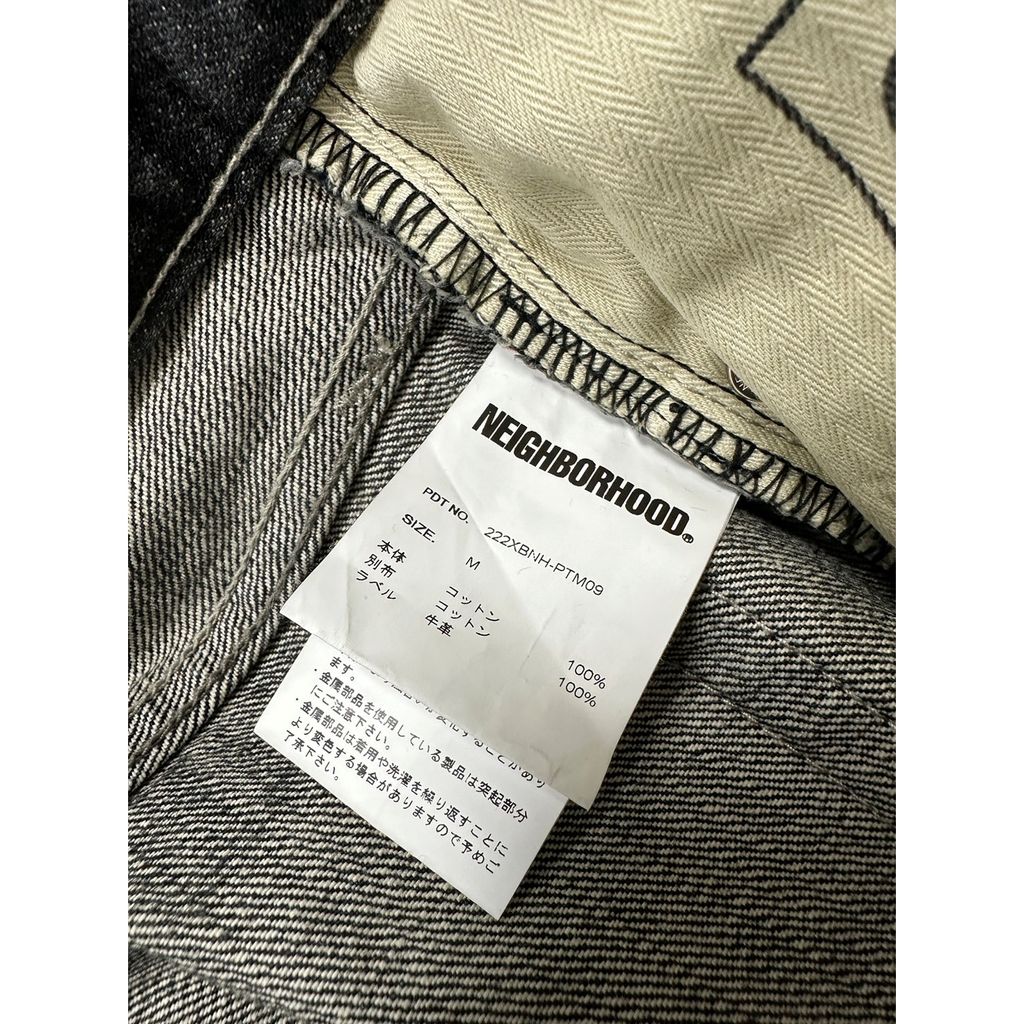 NEIGHBORHOOD®
PDT NO. 222XBNH-PTM09
SIZE. M
本体 コットン 100%
別布 コットン 100%
ラベル 牛革
ます。
・金属部品を使用している製品は突起部分
にご注意下さい。
・金属部品は着用や洗濯を繰り返すことに
より変色する場合がありますので予めご
了承下さい。